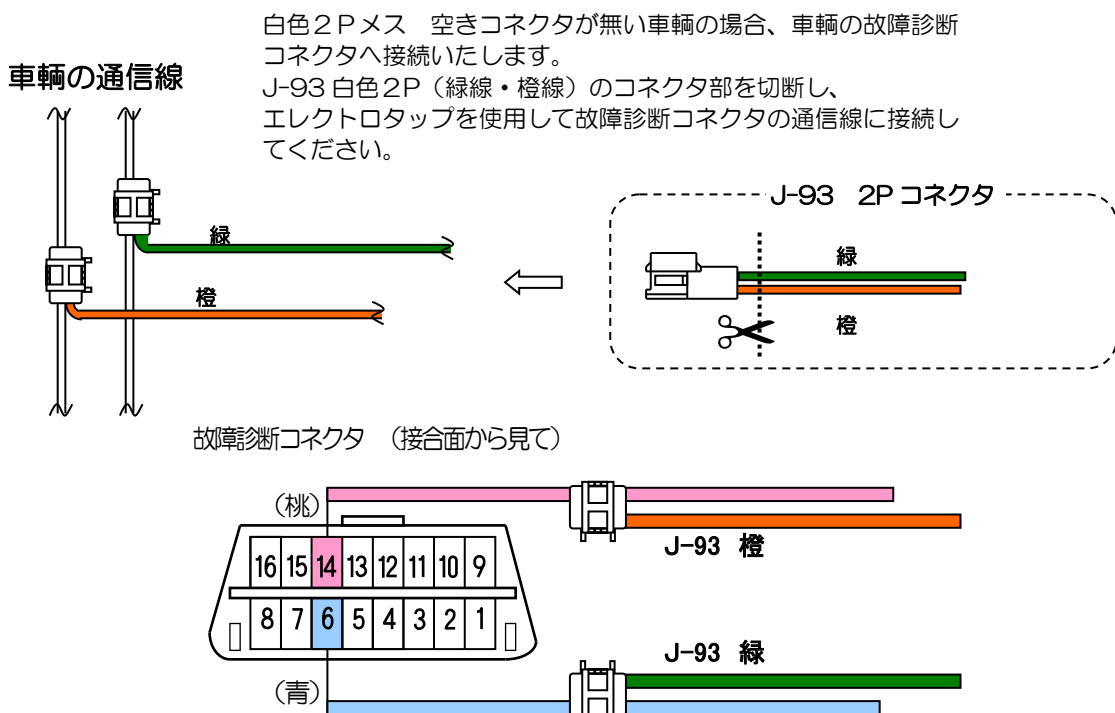 白色２Ｐメス　空きコネクタが無い車輌の場合、車輌の故障診断
コネクタへ接続いたします。
J-93 白色２Ｐ（緑線・橙線）のコネクタ部を切断し、
エレクトロタップを使用して故障診断コネクタの通信線に接続し
てください。
車輌の通信線
緑
橙
J-93　2P コネクタ
緑
橙
故障診断コネクタ　（接合面から見て）
（桃）
J-93 橙
16 15 14 13 12 11 10 9
8 7 6 5 4 3 2 1
J-93 緑
（青）